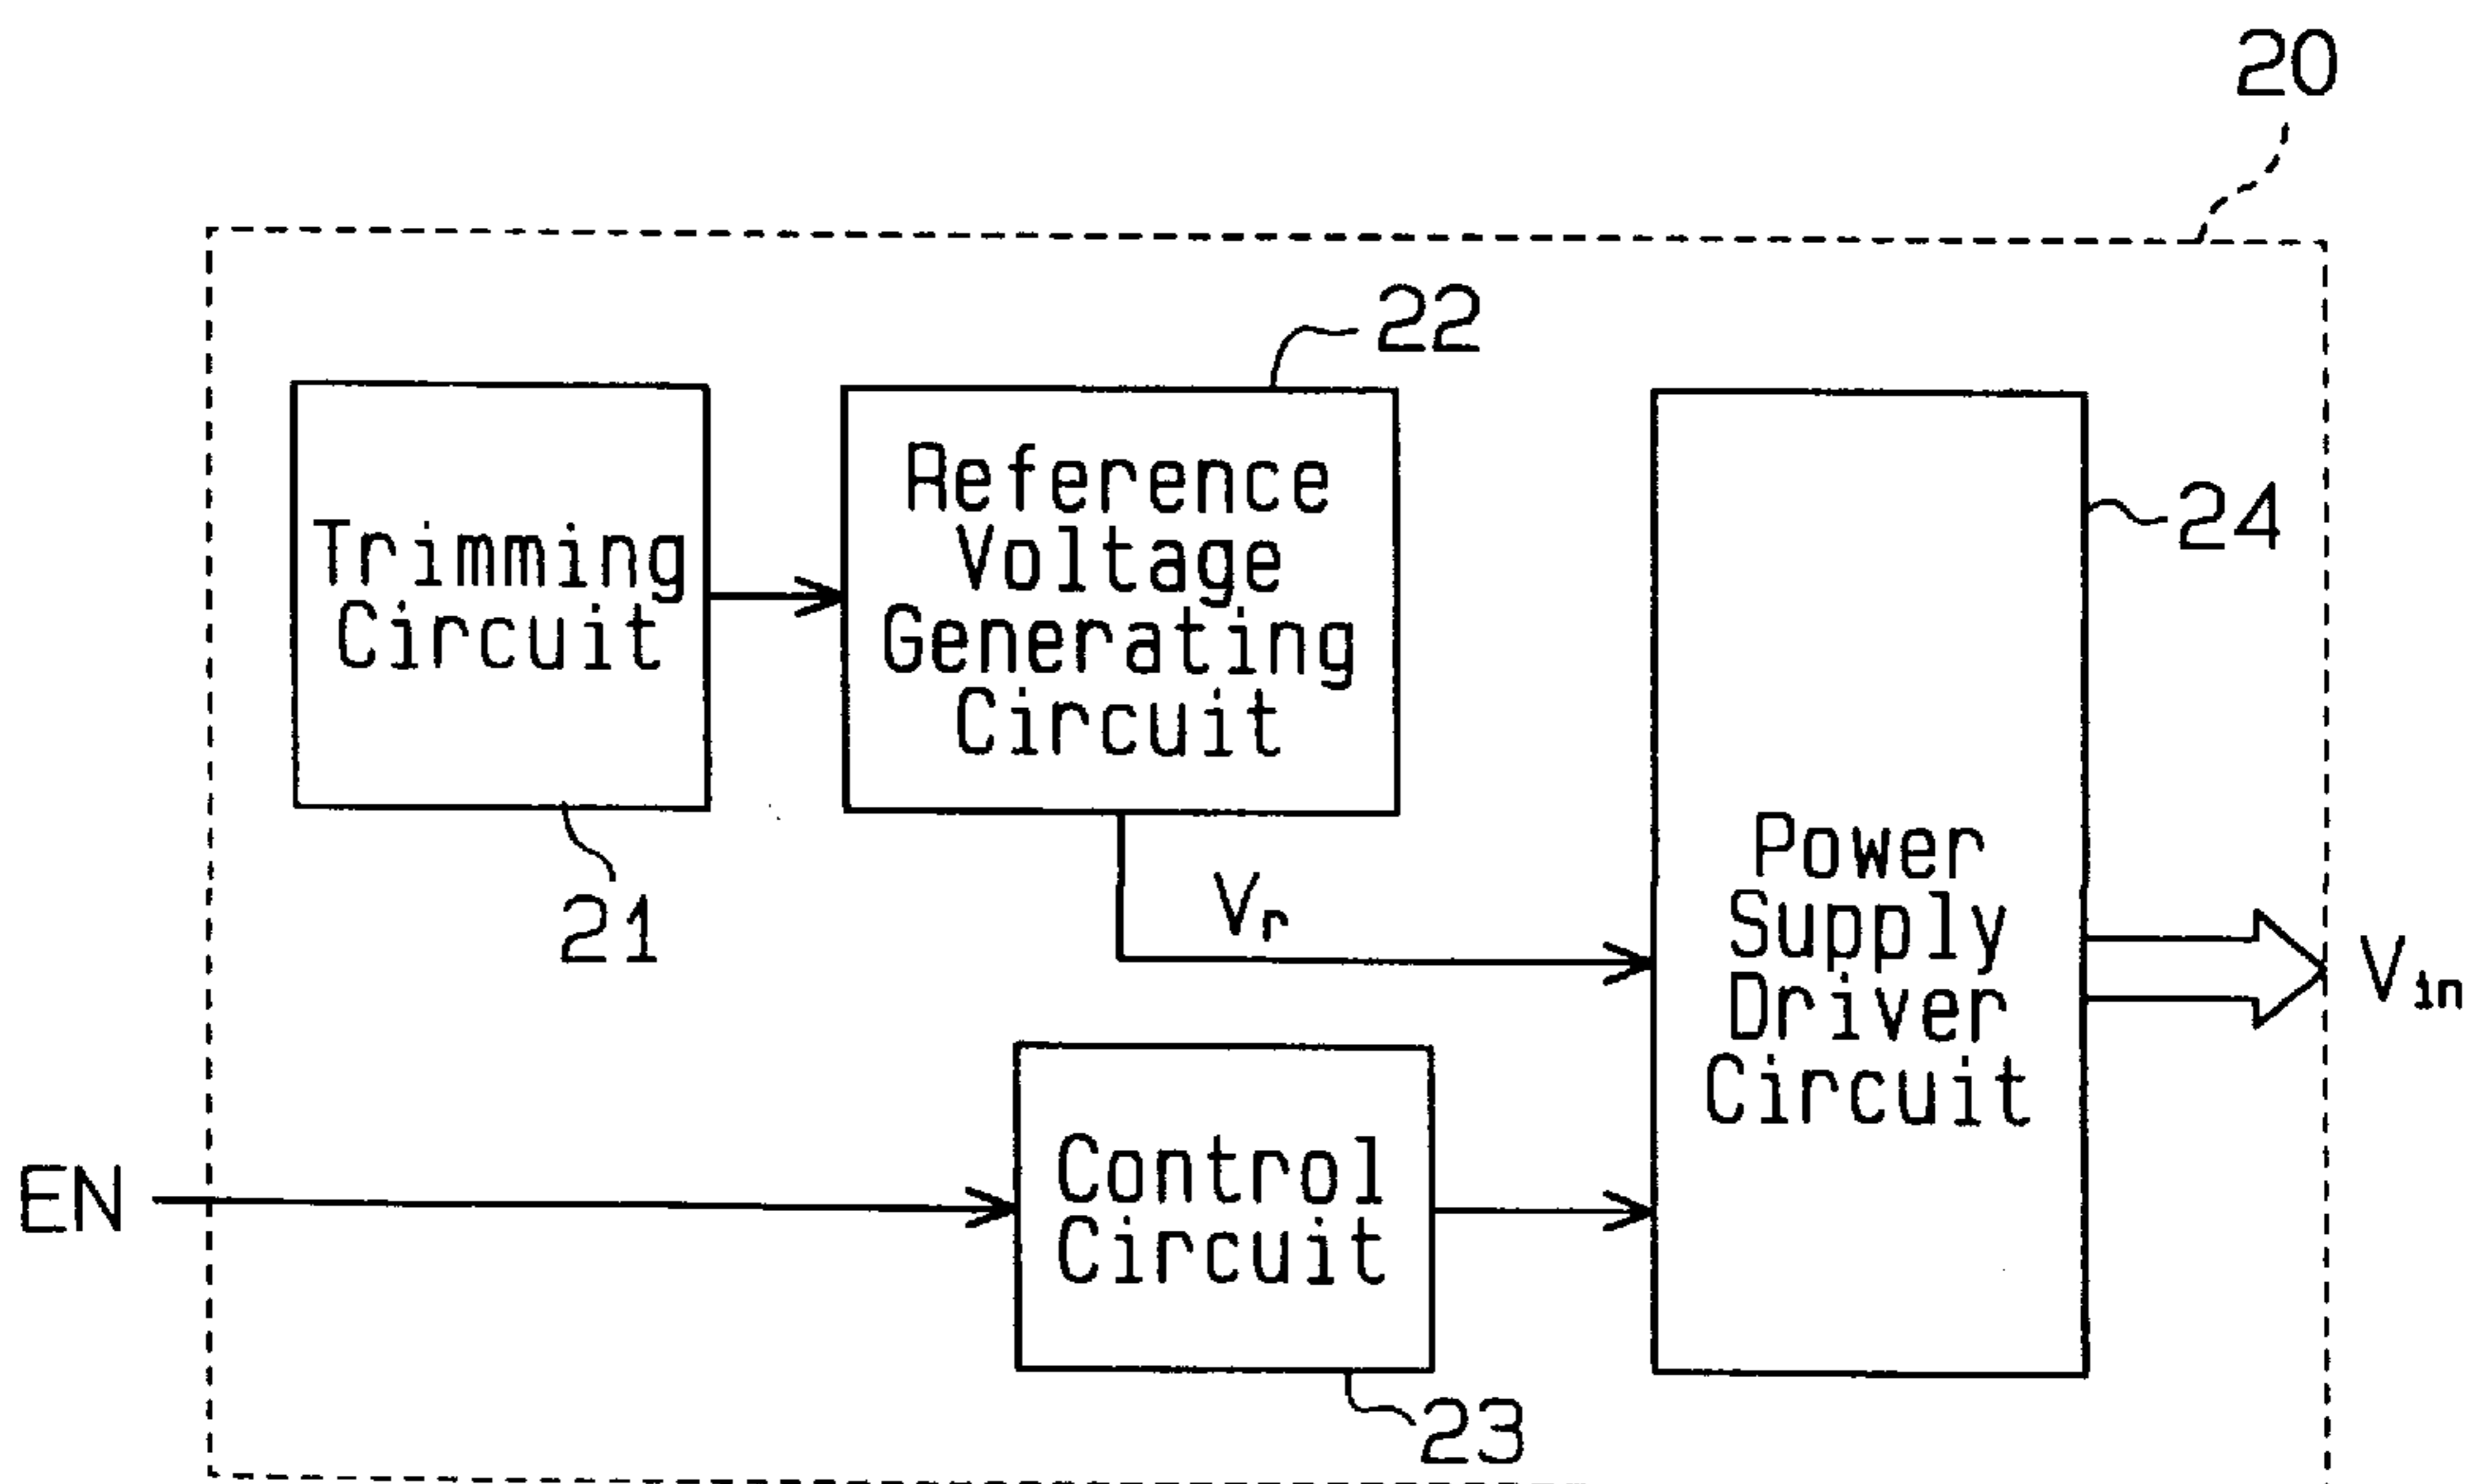 20
22
Trimming
Circuit
21
Reference
Voltage
Generating
Circuit
24
Vr
Power
Supply
Driver
Circuit
Vin
EN
Control
Circuit
23